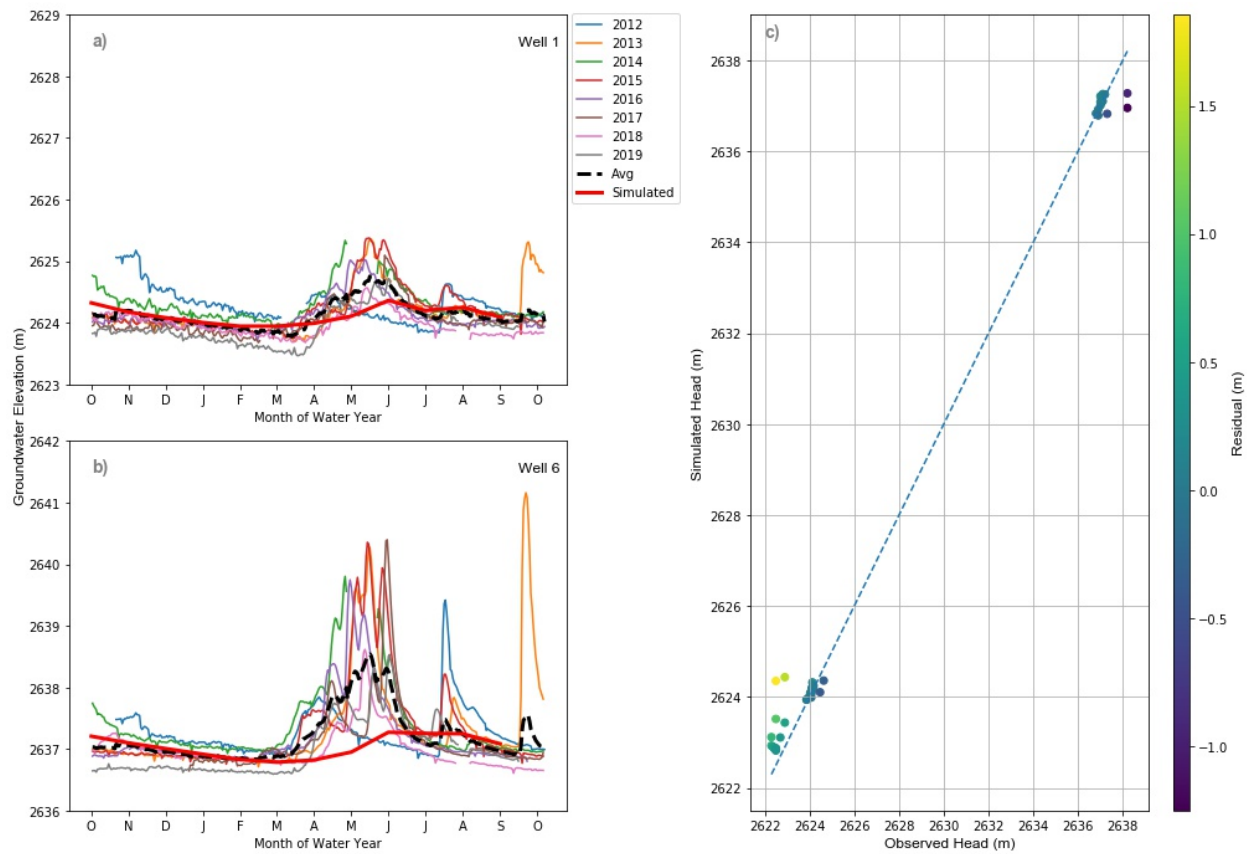 Groundwater Elevation (m)
a)
Well 1
2629
2628
2627
2626
2625
2624
2623
O N D J F M A M J J A S O
Month of Water Year
2012
2013
2014
2015
2016
2017
2018
2019
Avg
Simulated
b)
Well 6
2642
2641
2640
2639
2638
2637
2636
O N D J F M A M J J A S O
Month of Water Year
c)
Simulated Head (m)
2638
2636
2634
2632
2630
2628
2626
2624
2622
2622 2624 2626 2628 2630 2632 2634 2636 2638
Observed Head (m)
1.5
1.0
0.5
0.0
−0.5
−1.0
Residual (m)